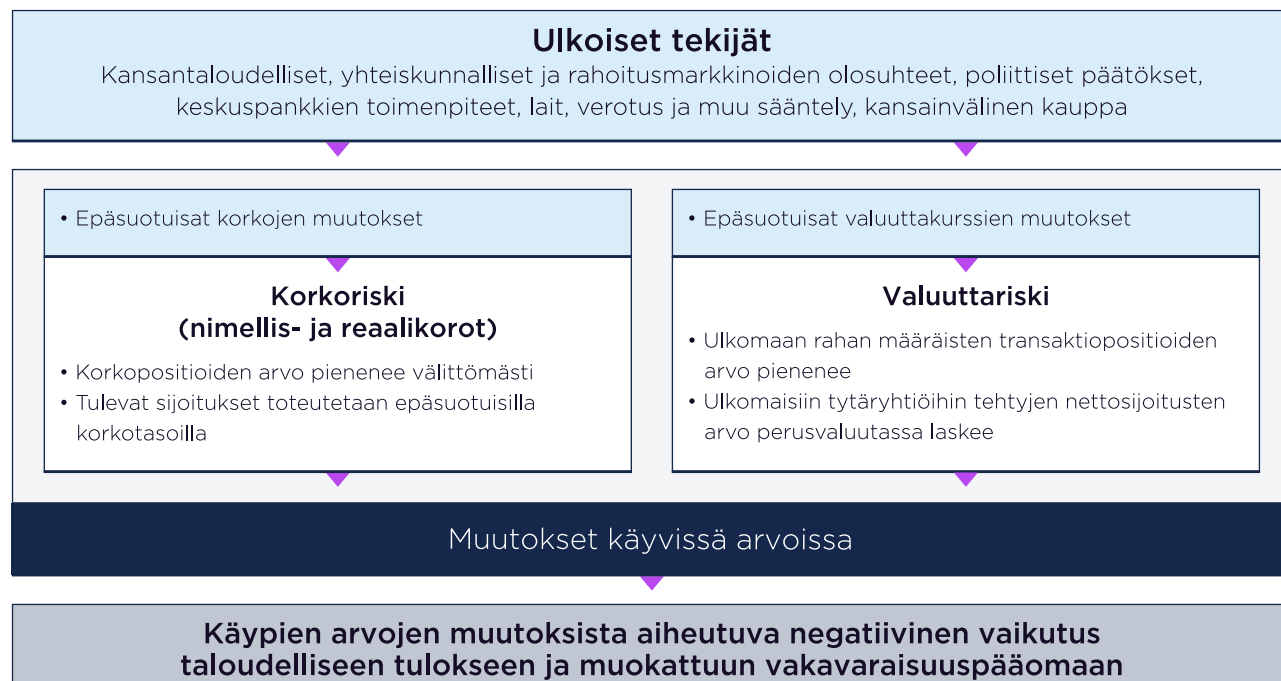 Ulkoiset tekijät
Kansantaloudelliset, yhteiskunnalliset ja rahoitusmarkkinoiden olosuhteet, poliittiset päätökset,
keskuspankkien toimenpiteet, lait, verotus ja muu sääntely, kansainvälinen kauppa
• Epäsuotuisat korkojen muutokset
Korkoriski
(nimellis- ja reaalikorot)
• Korkopositioiden arvo pienenee välittömästi
• Tulevat sijoitukset toteutetaan epäsuotuisilla
korkotasoilla
• Epäsuotuisat valuuttakurssien muutokset
Valuuttariski
• Ulkomaan rahan määräisten transaktiopositioiden
arvo pienenee
• Ulkomaisiin tytäryhtiöihin tehtyjen nettosijoitusten
arvo perusvaluutassa laskee
Muutokset käyvissä arvoissa
Käypien arvojen muutoksista aiheutuva negatiivinen vaikutus
taloudelliseen tulokseen ja muokattuun vakavaraisuuspääomaan